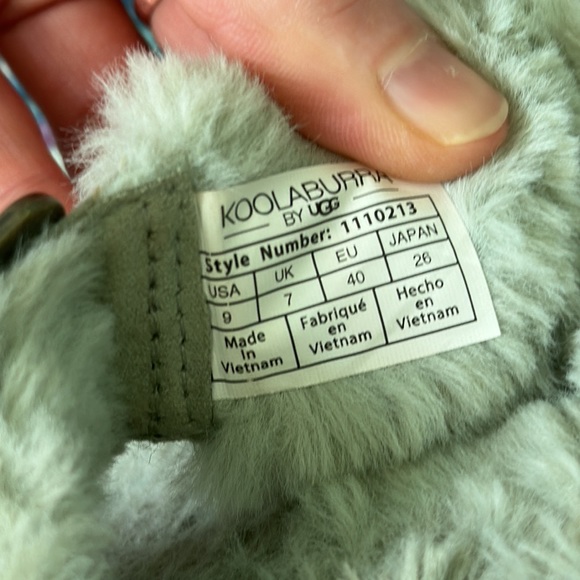 KOOLABURRA
BY UGG
Style Number: 1110213
USA UK EU JAPAN
9 7 40 26
Made in Vietnam
Fabriqué en Vietnam
Hecho en Vietnam